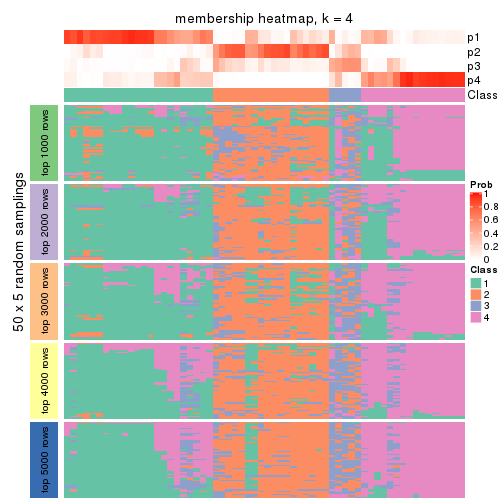 membership heatmap, k = 4
p1
p2
p3
p4
Class
50 x 5 random samplings
top 1000 rows
top 2000 rows
top 3000 rows
top 4000 rows
top 5000 rows
Prob
1
0.8
0.6
0.4
0.2
0
Class
1
2
3
4